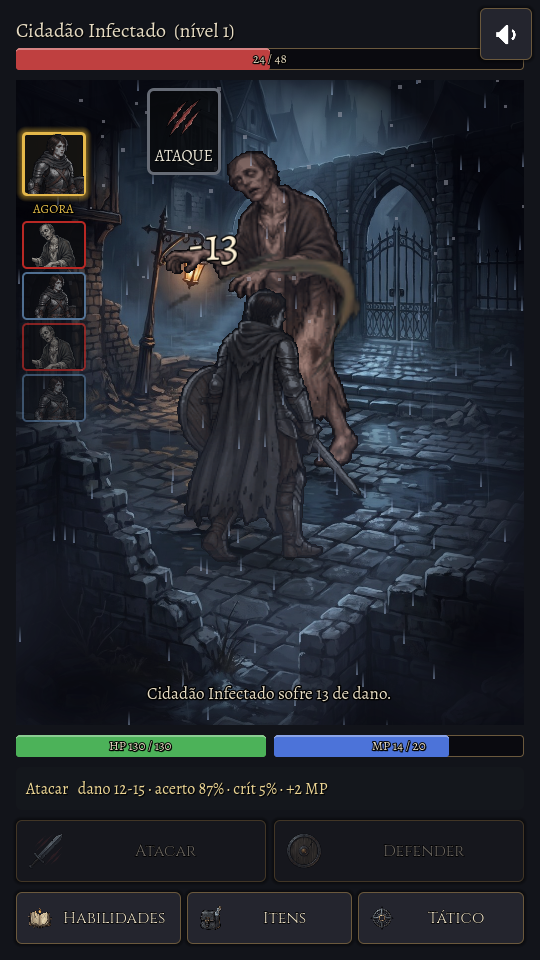 Cidadão Infectado (nível 1)
24 / 48
ATAQUE
AGORA
-13
Cidadão Infectado sofre 13 de dano.
HP 130 / 130
MP 14 / 20
Atacar dano 12-15 · acerto 87% · crít 5% · +2 MP
Atacar
Defender
Habilidades
Itens
Tático